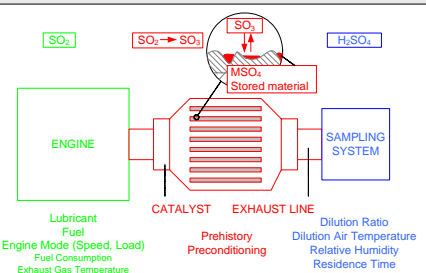 SO₂
SO₂ → SO₃
SO₃
H₂SO₄
MSO₄
Stored material
ENGINE
SAMPLING
SYSTEM
CATALYST
EXHAUST LINE
Lubricant
Fuel
Engine Mode (Speed, Load)
Fuel Consumption
Exhaust Gas Temperature
Prehistory
Preconditioning
Dilution Ratio
Dilution Air Temperature
Relative Humidity
Residence Time